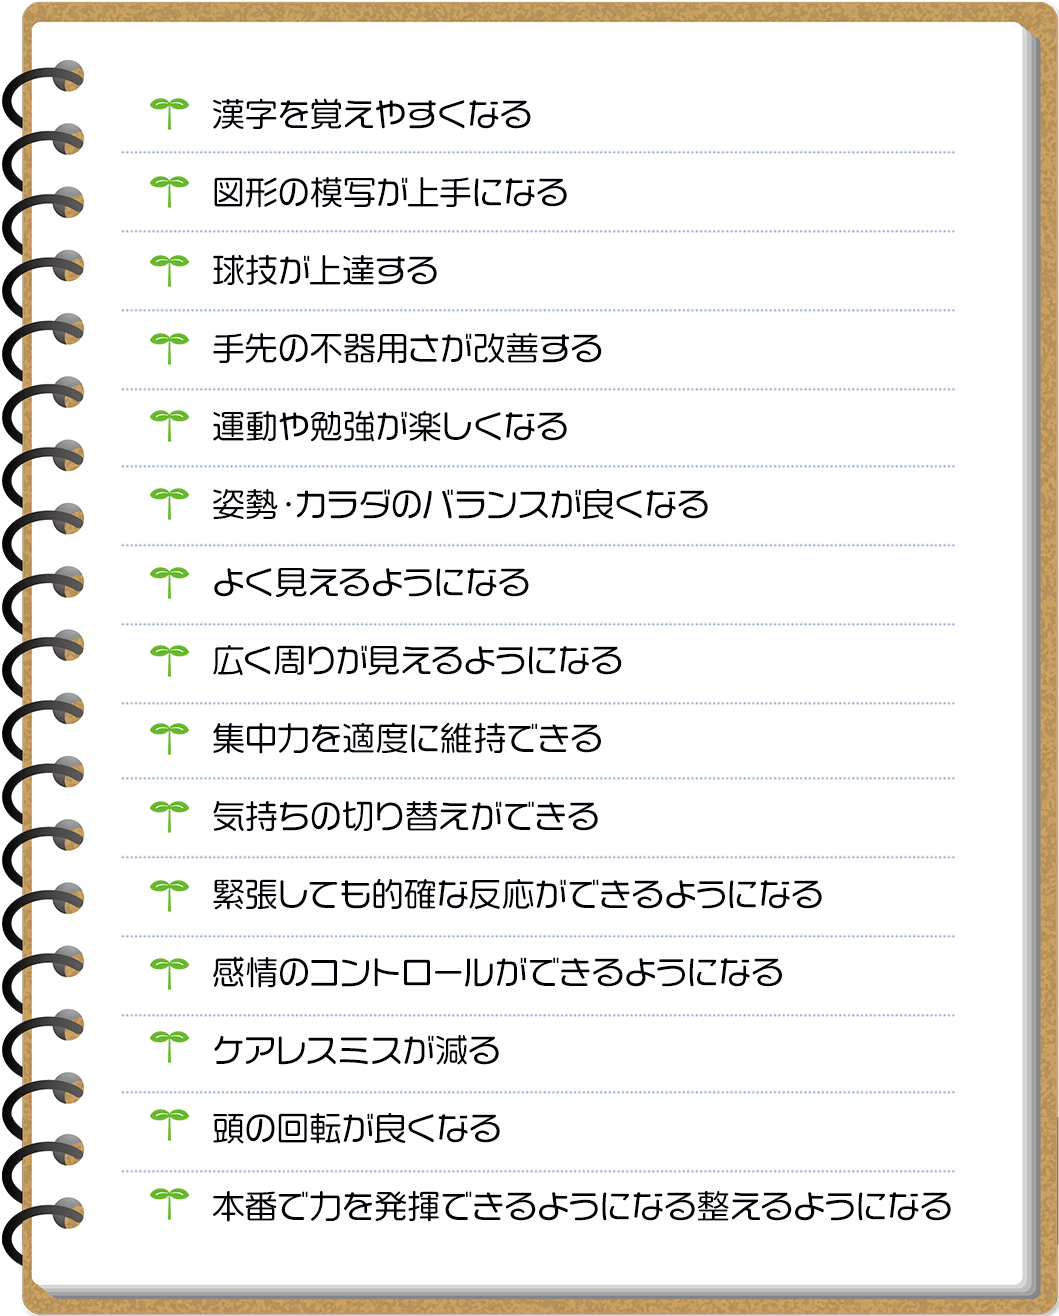 漢字を覚えやすくなる
図形の模写が上手になる
球技が上達する
手先の不器用さが改善する
運動や勉強が楽しくなる
姿勢・カラダのバランスが良くなる
よく見えるようになる
広く周りが見えるようになる
集中力を適度に維持できる
気持ちの切り替えができる
緊張しても的確な反応ができるようになる
感情のコントロールができるようになる
ケアレスミスが減る
頭の回転が良くなる
本番で力を発揮できるようになる整えるようになる